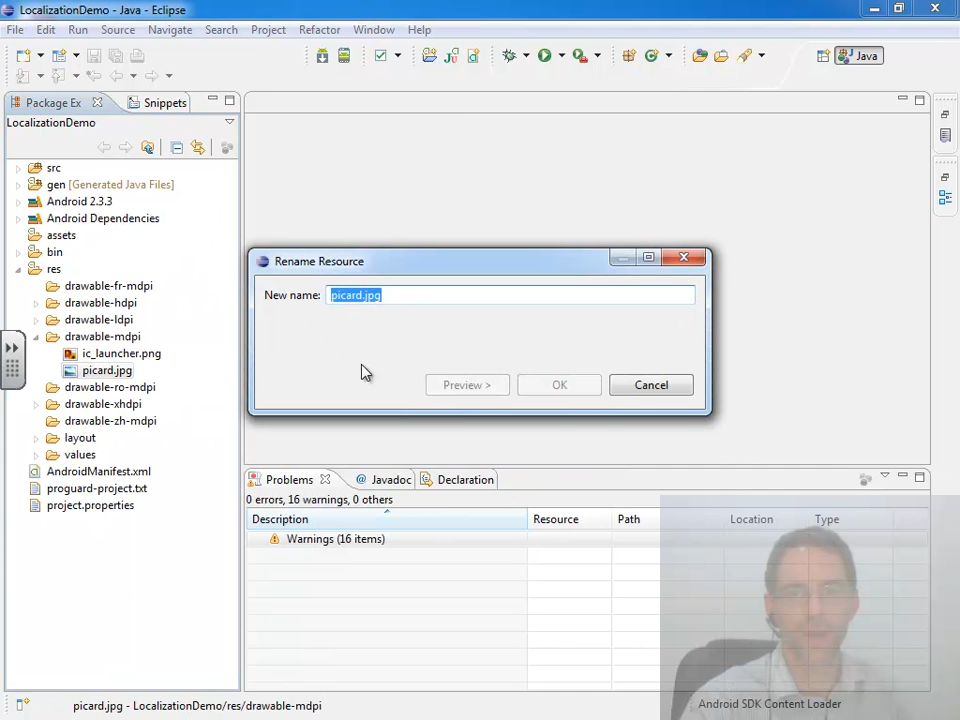 LocalizationDemo - Java - Eclipse
File Edit Run Source Navigate Search Project Refactor Window Help
Java
Package Ex Snippets
LocalizationDemo
src
gen [Generated Java Files]
Android 2.3.3
Android Dependencies
assets
bin
res
drawable-fr-mdpi
drawable-hdpi
drawable-ldpi
drawable-mdpi
ic_launcher.png
picard.jpg
drawable-ro-mdpi
drawable-xhdpi
drawable-zh-mdpi
layout
values
AndroidManifest.xml
proguard-project.txt
project.properties
Rename Resource
New name: picard.jpg
Preview > OK Cancel
Problems @ Javadoc Declaration
0 errors, 16 warnings, 0 others
Description Resource Path Location Type
Warnings (16 items)
picard.jpg - LocalizationDemo/res/drawable-mdpi
Android SDK Content Loader